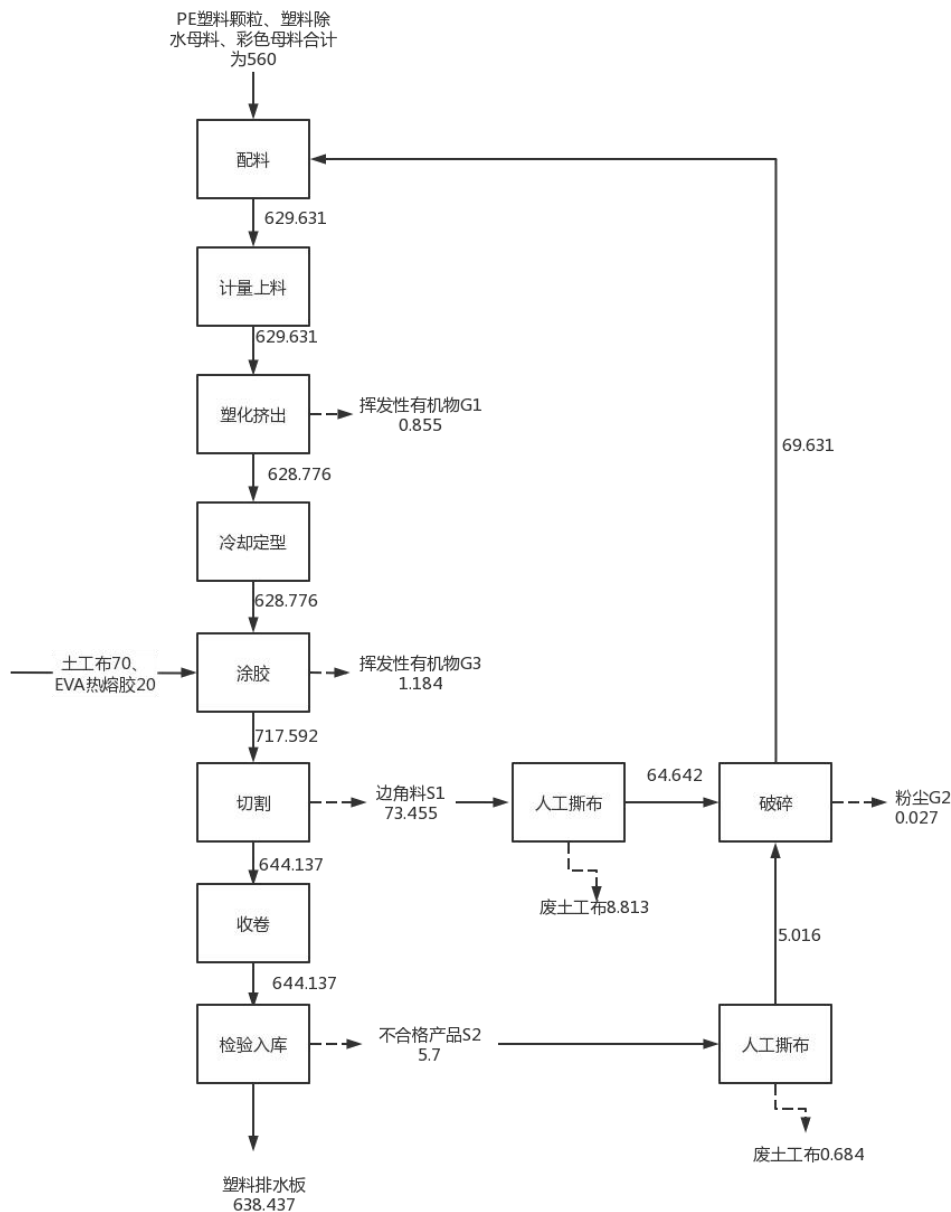 PE塑料颗粒、塑料除
水母料、彩色母料合计
为560
配料
629.631
计量上料
629.631
塑化挤出
挥发性有机物G1
0.855
69.631
628.776
冷却定型
628.776
土工布70、
EVA热熔胶20
涂胶
挥发性有机物G3
1.184
717.592
切割
边角料S1
73.455
人工撕布
64.642
破碎
粉尘G2
0.027
644.137
废土工布8.813
收卷
5.016
644.137
检验入库
不合格产品S2
5.7
人工撕布
废土工布0.684
塑料排水板
638.437